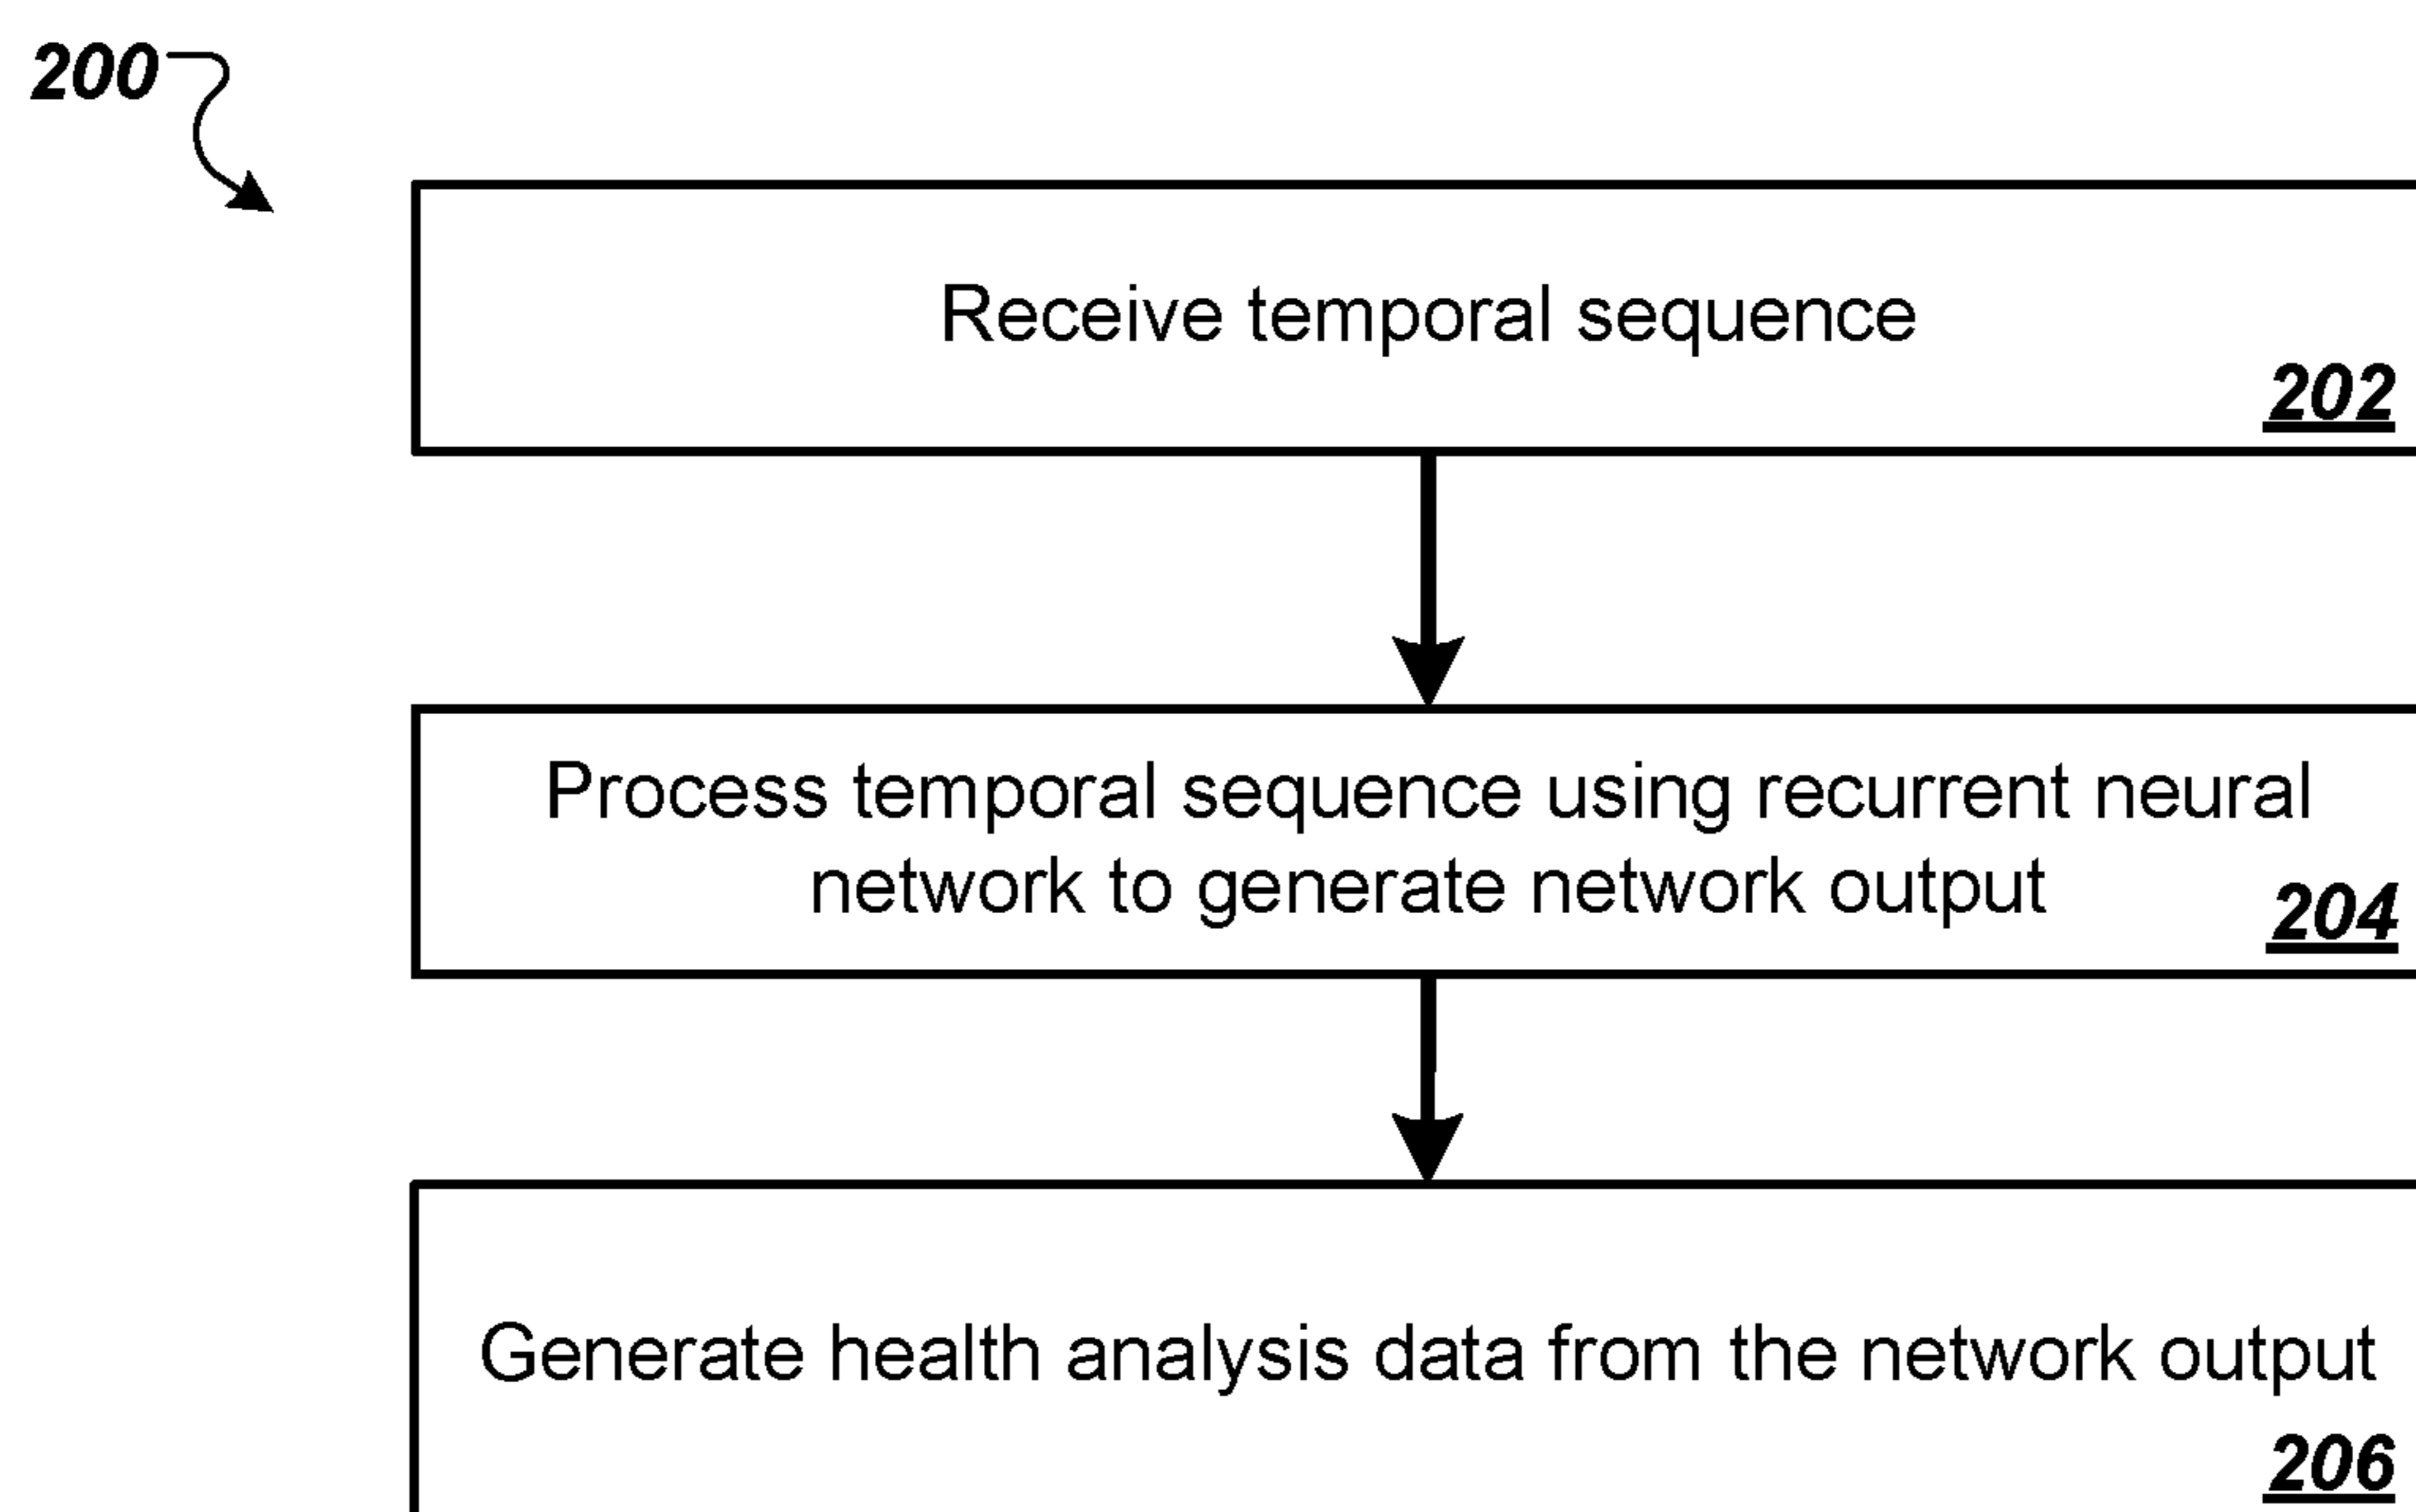 200
Receive temporal sequence
202
Process temporal sequence using recurrent neural
network to generate network output
204
Generate health analysis data from the network output
206